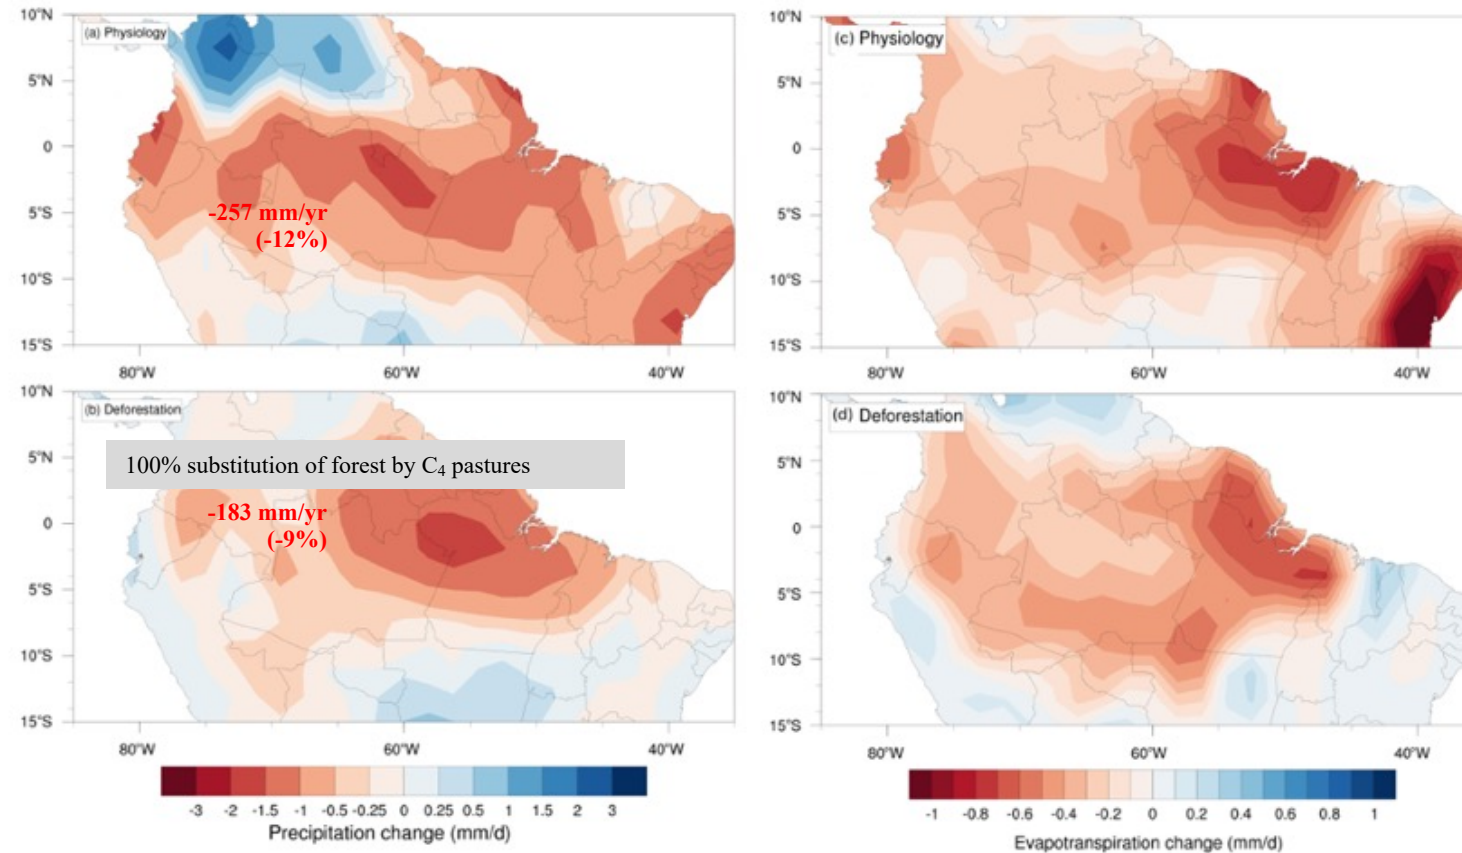 10°N
5°N
0
5°S
10°S
15°S
(a) Physiology
-257 mm/yr
(-12%)
80°W 60°W 40°W
10°N
5°N
0
5°S
10°S
15°S
(c) Physiology
80°W 60°W 40°W
10°N
5°N
0
5°S
10°S
15°S
(b) Deforestation
100% substitution of forest by C₄ pastures
-183 mm/yr
(-9%)
80°W 60°W 40°W
-3 -2 -1.5 -1 -0.5 -0.25 0 0.25 0.5 1 1.5 2 3
Precipitation change (mm/d)
10°N
5°N
0
5°S
10°S
15°S
(d) Deforestation
80°W 60°W 40°W
-1 -0.8 -0.6 -0.4 -0.2 0 0.2 0.4 0.6 0.8 1
Evapotranspiration change (mm/d)